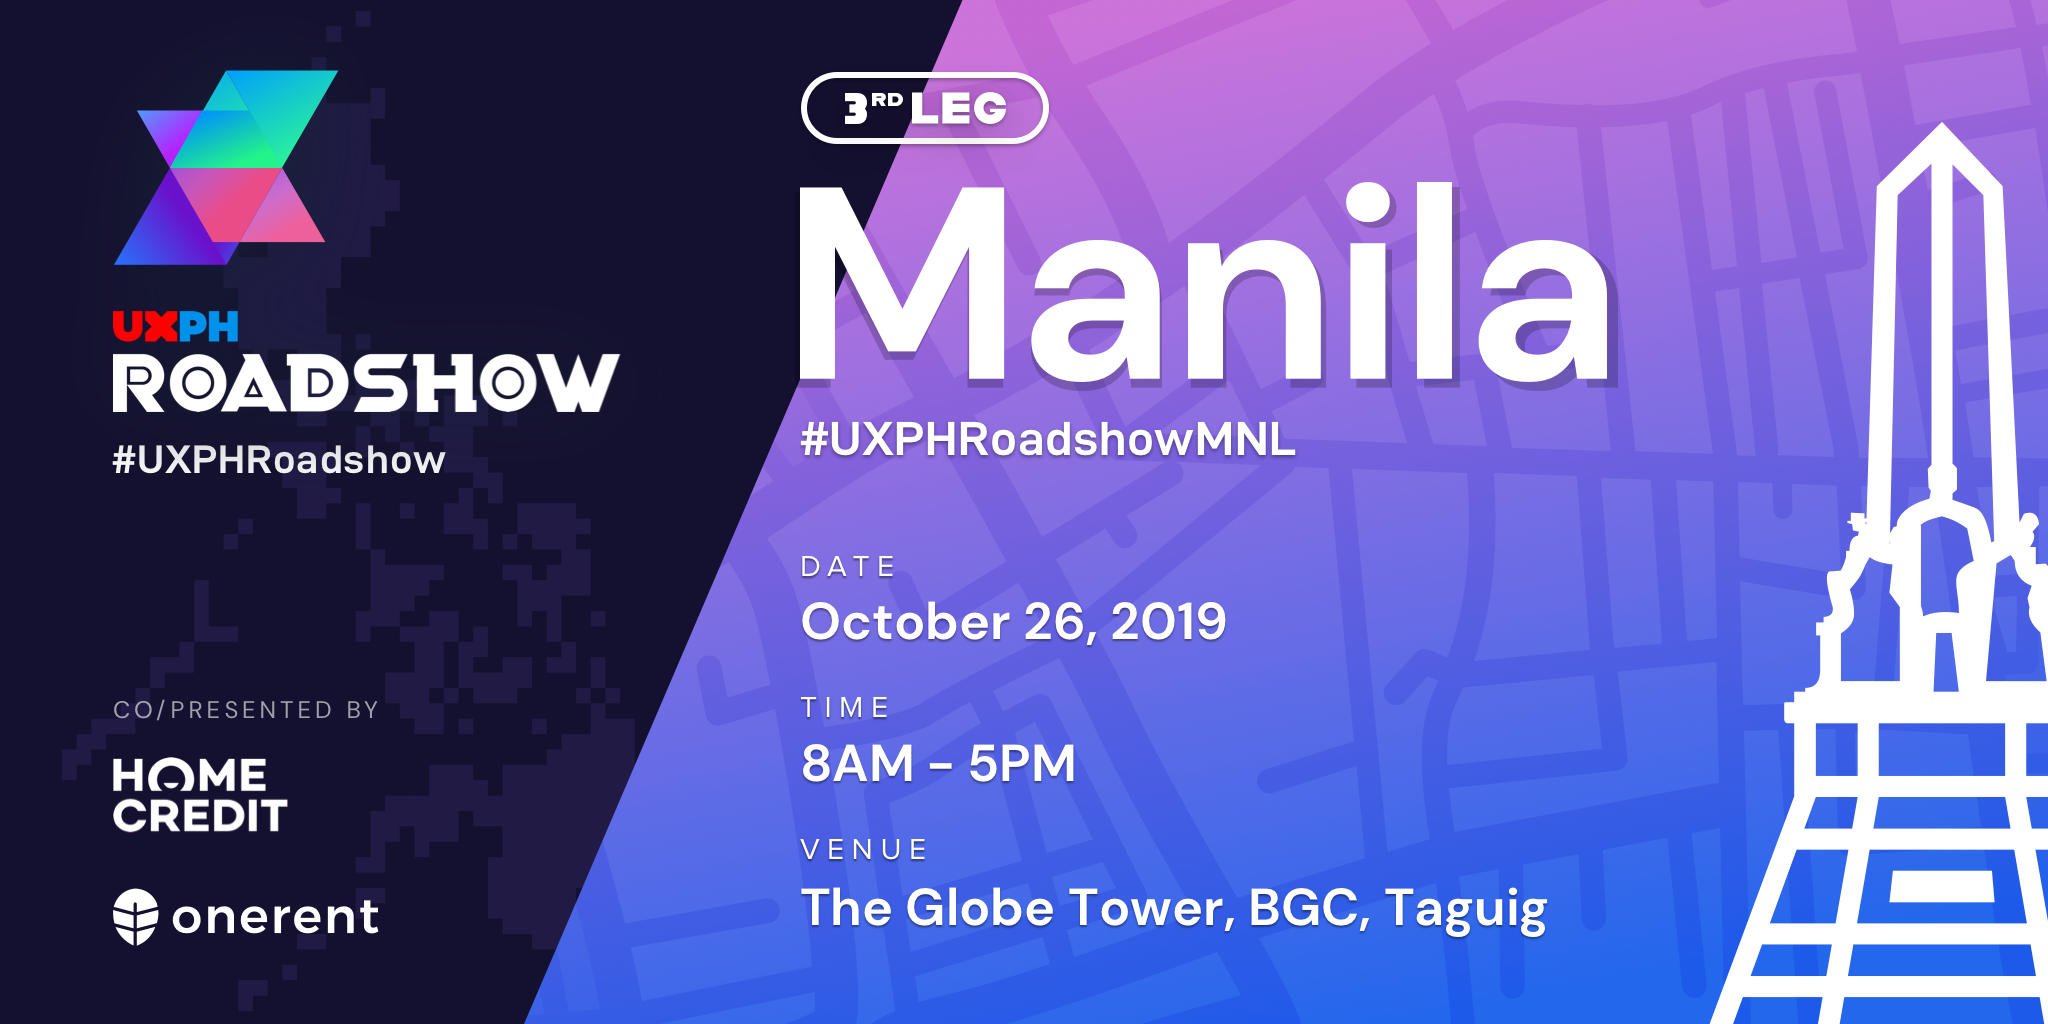 UXPH
ROADSHOW
#UXPHRoadshow
CO/PRESENTED BY
HOME
CREDIT
onerent
3RD LEG
Manila
#UXPHRoadshowMNL
DATE
October 26, 2019
TIME
8AM - 5PM
VENUE
The Globe Tower, BGC, Taguig